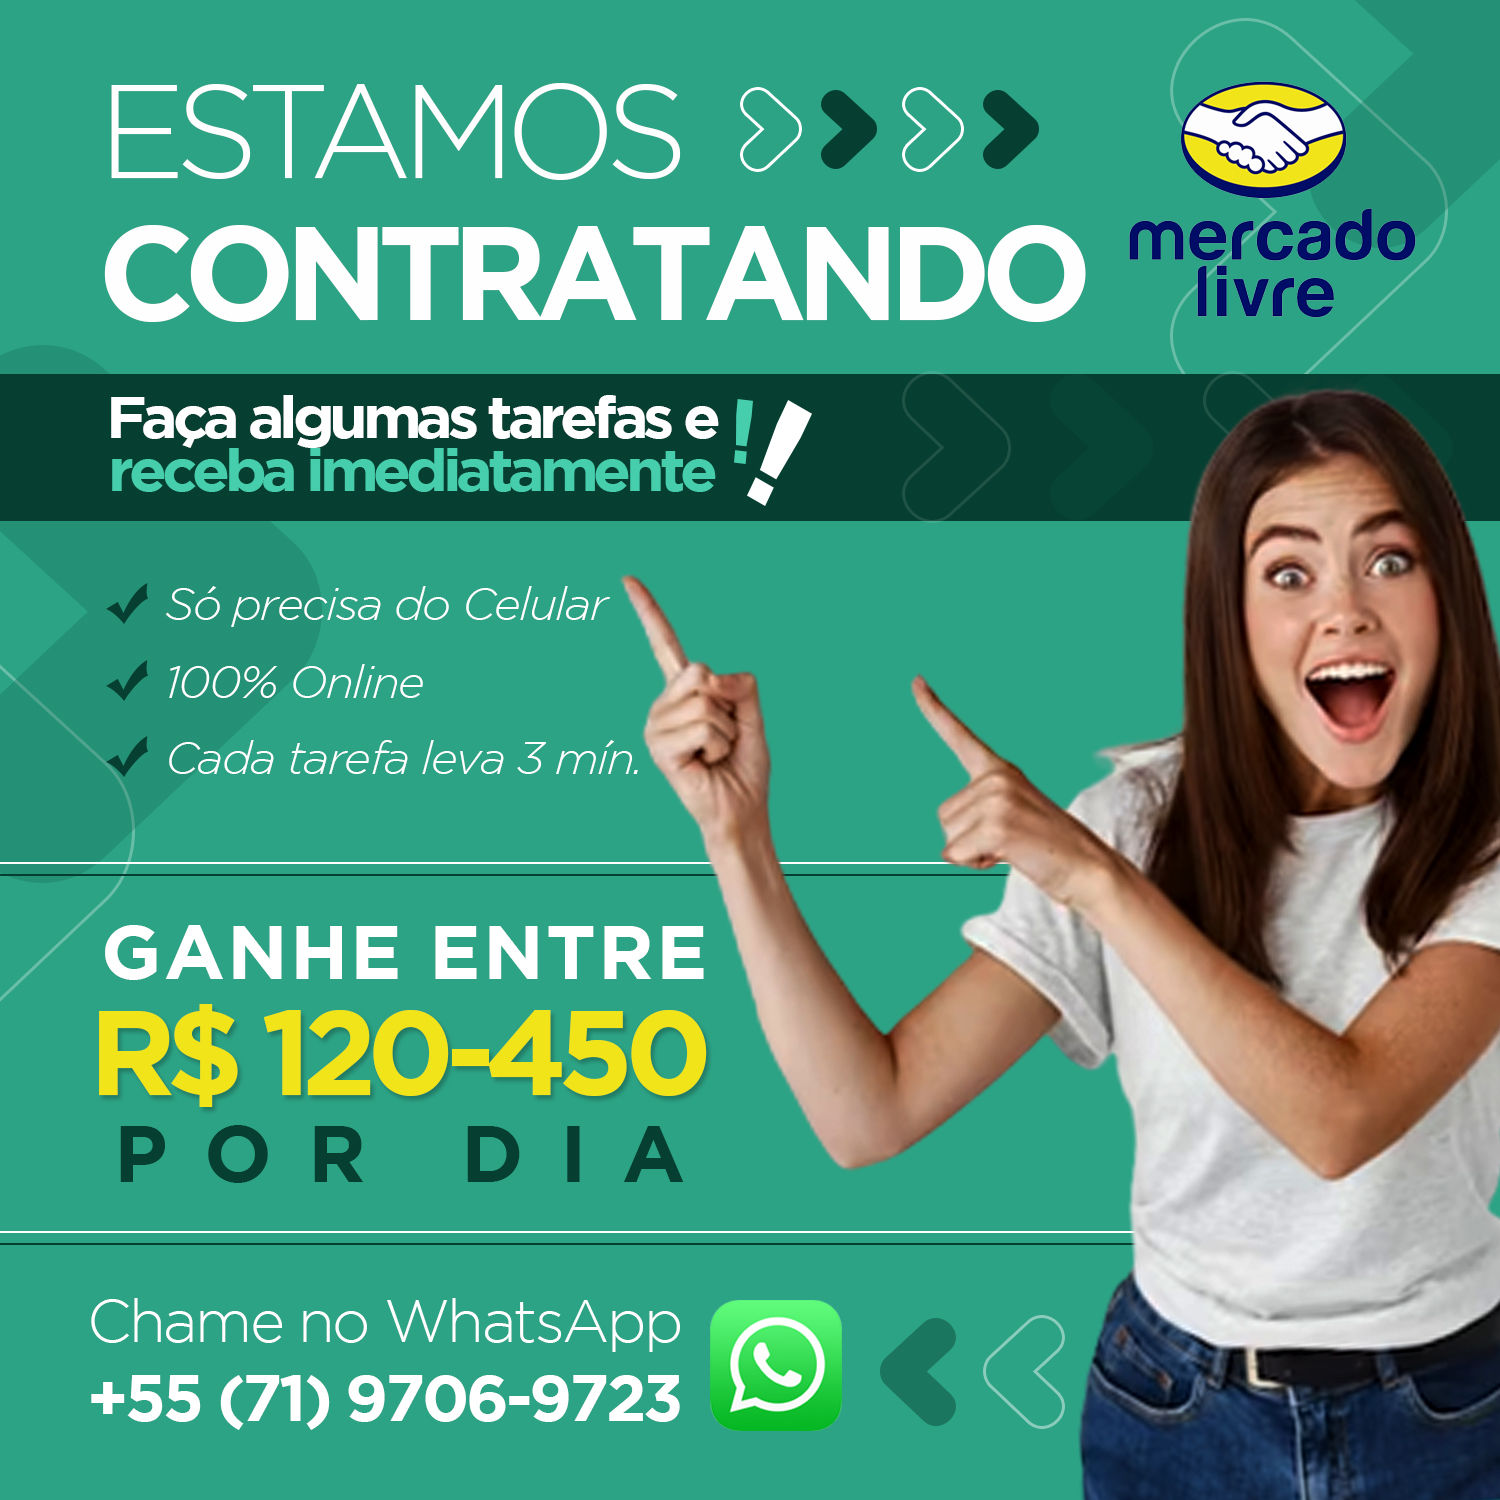 ESTAMOS
CONTRATANDO
mercado
livre
Faça algumas tarefas e
receba imediatamente !!
Só precisa do Celular
100% Online
Cada tarefa leva 3 mín.
GANHE ENTRE
R$ 120-450
POR DIA
Chame no WhatsApp
+55 (71) 9706-9723